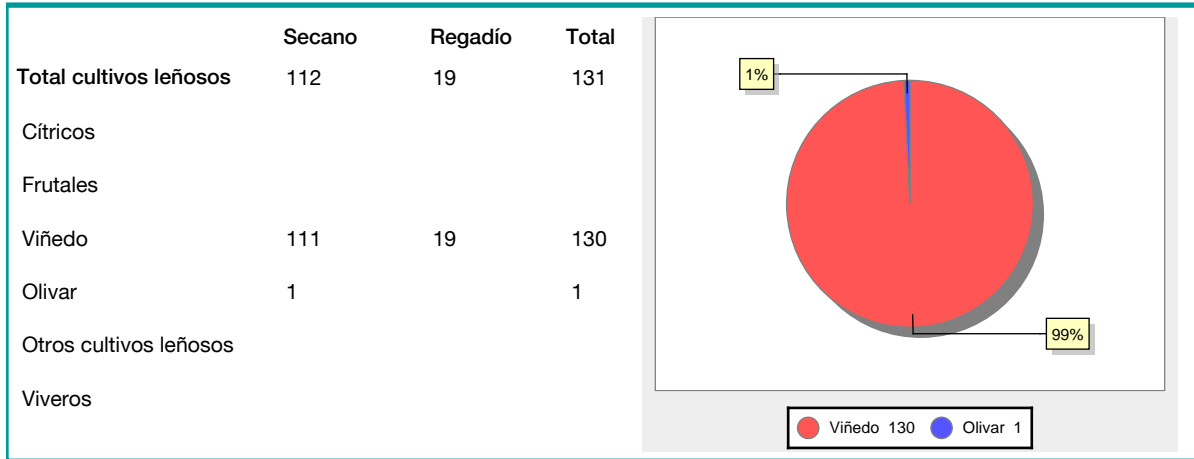 Secano Regadío Total
Total cultivos leñosos 112 19 131
Cítricos
Frutales
Viñedo 111 19 130
Olivar 1 1
Otros cultivos leñosos
Viveros
1%
99%
Viñedo 130 Olivar 1